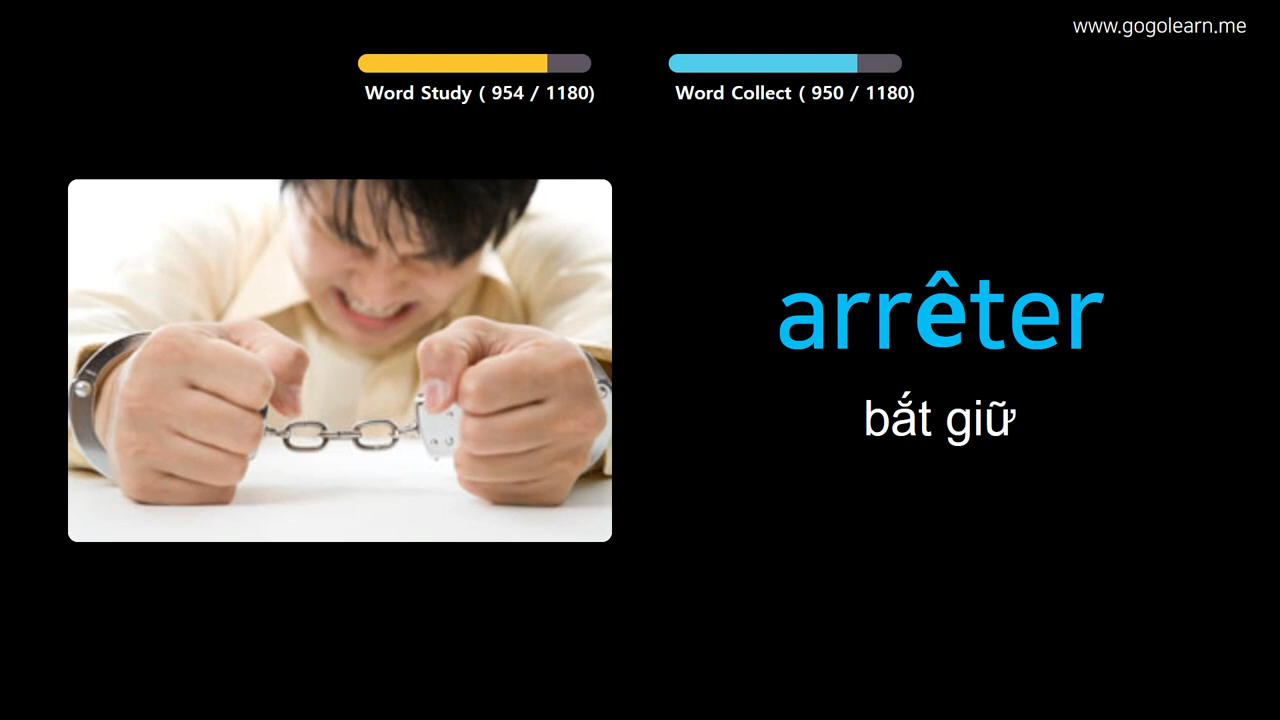 www.gogolearn.me
Word Study ( 954 / 1180)
Word Collect ( 950 / 1180)
arrêter
bắt giữ